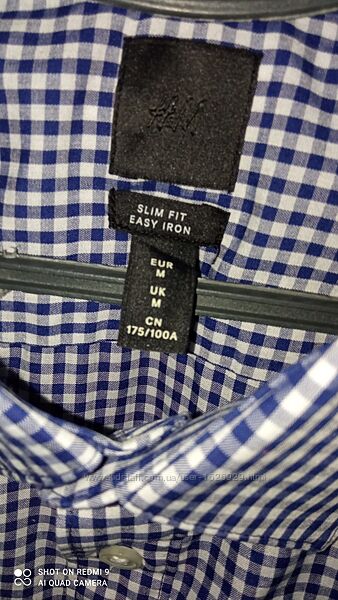 H&M
SLIM FIT
EASY IRON
EUR
M
UK
M
CN
175/100A
SHOT ON REDMI 9
AI QUAD CAMERA